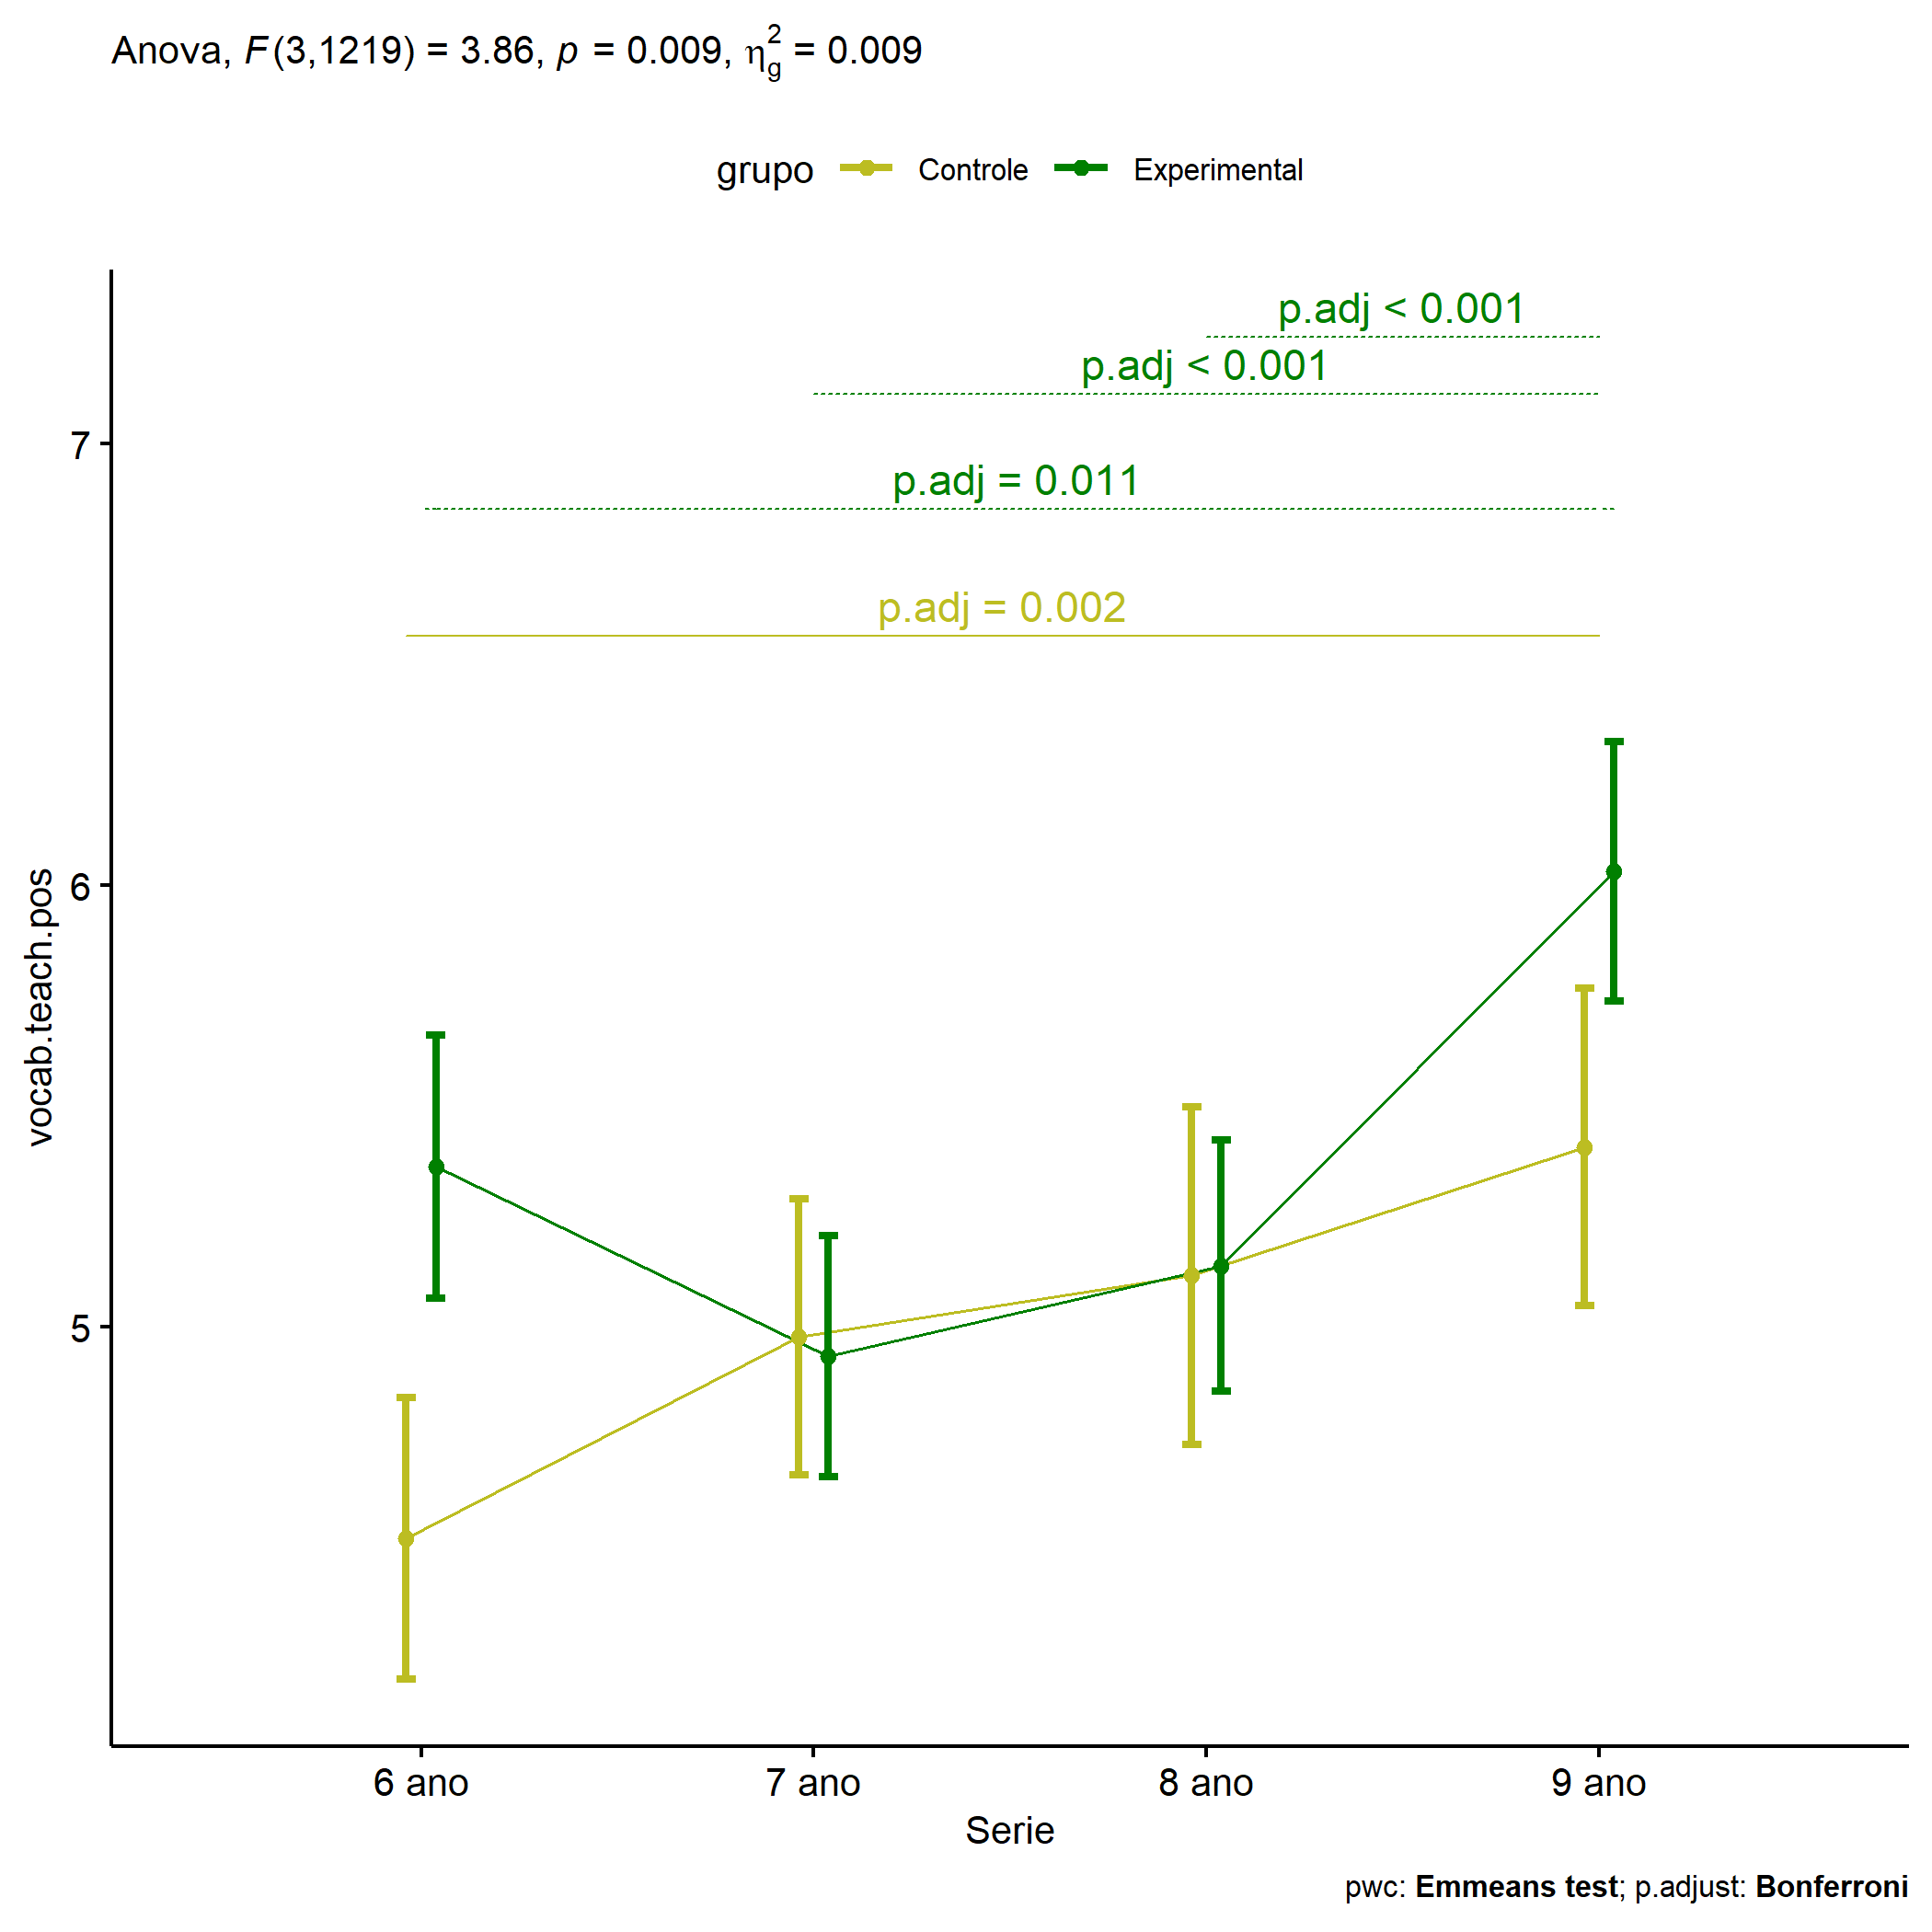 Anova, F(3,1219) = 3.86, p = 0.009, η²g = 0.009
grupo Controle Experimental
p.adj < 0.001
p.adj < 0.001
p.adj = 0.011
p.adj = 0.002
7
6
5
vocab.teach.pos
6 ano 7 ano 8 ano 9 ano
Serie
pwc: Emmeans test; p.adjust: Bonferroni